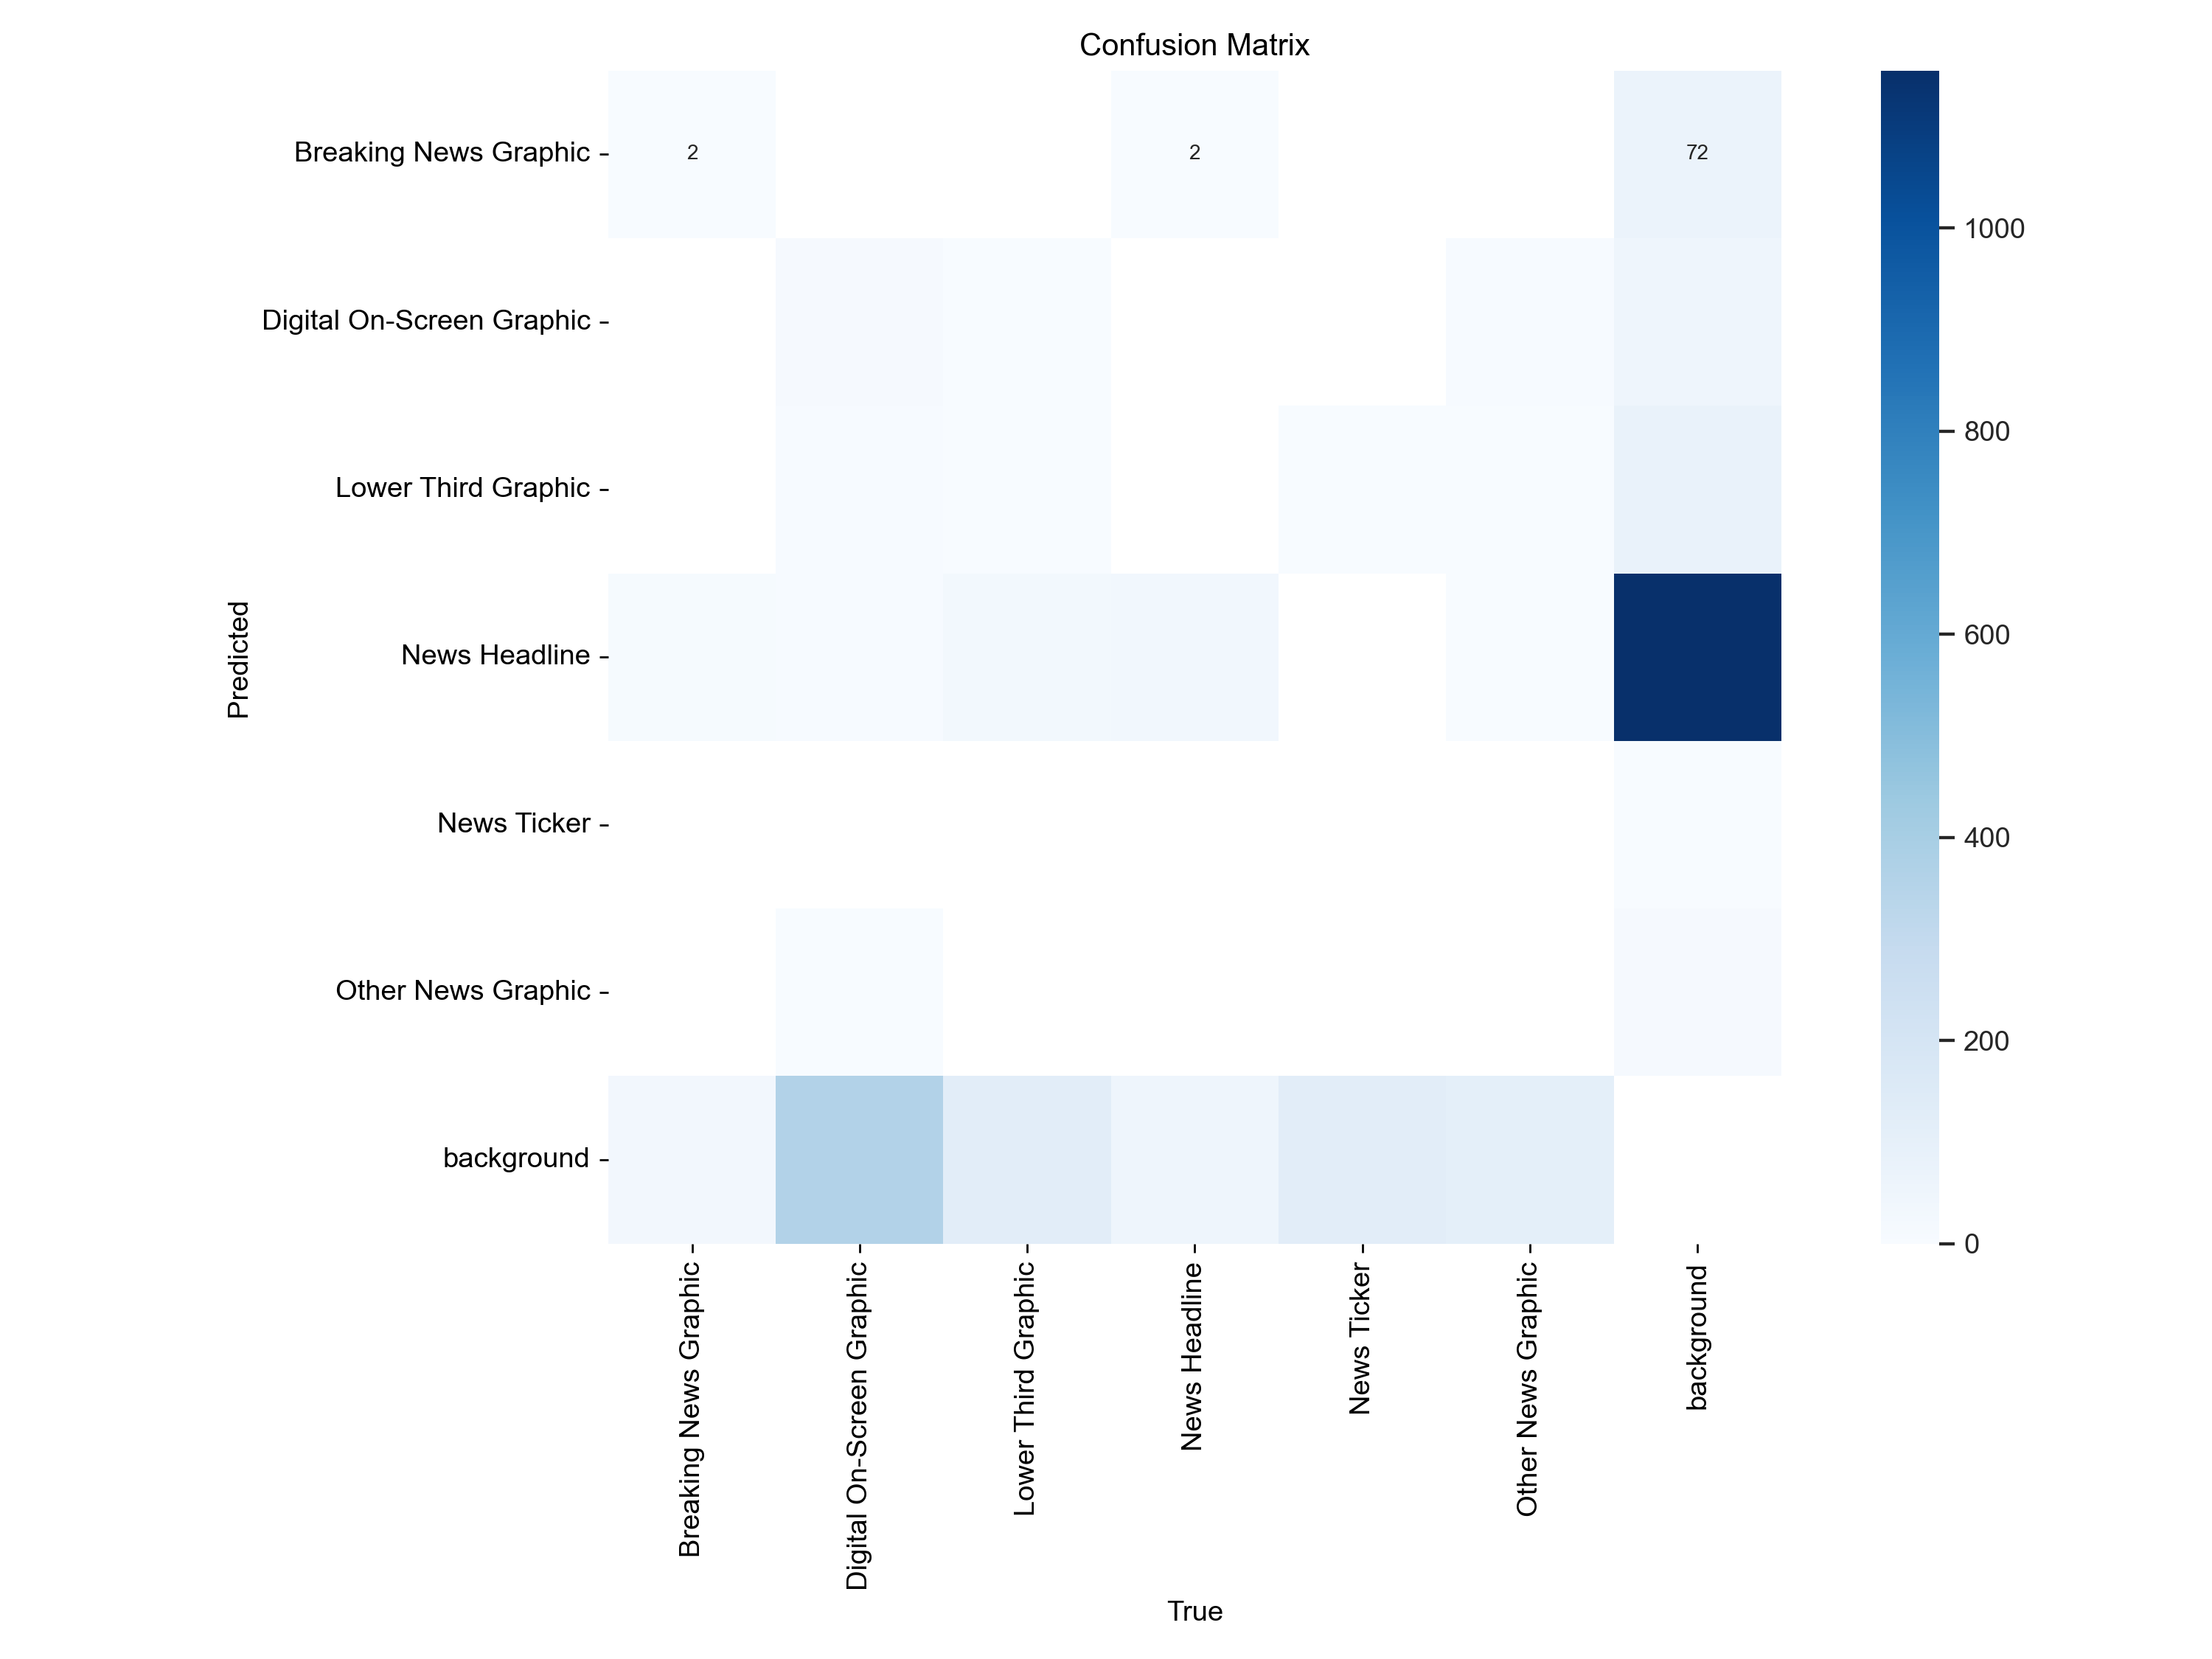 Confusion Matrix
Breaking News Graphic
2
2
72
Digital On-Screen Graphic
Lower Third Graphic
News Headline
News Ticker
Other News Graphic
background
Predicted
Breaking News Graphic
Digital On-Screen Graphic
Lower Third Graphic
News Headline
News Ticker
Other News Graphic
background
True
1000
800
600
400
200
0